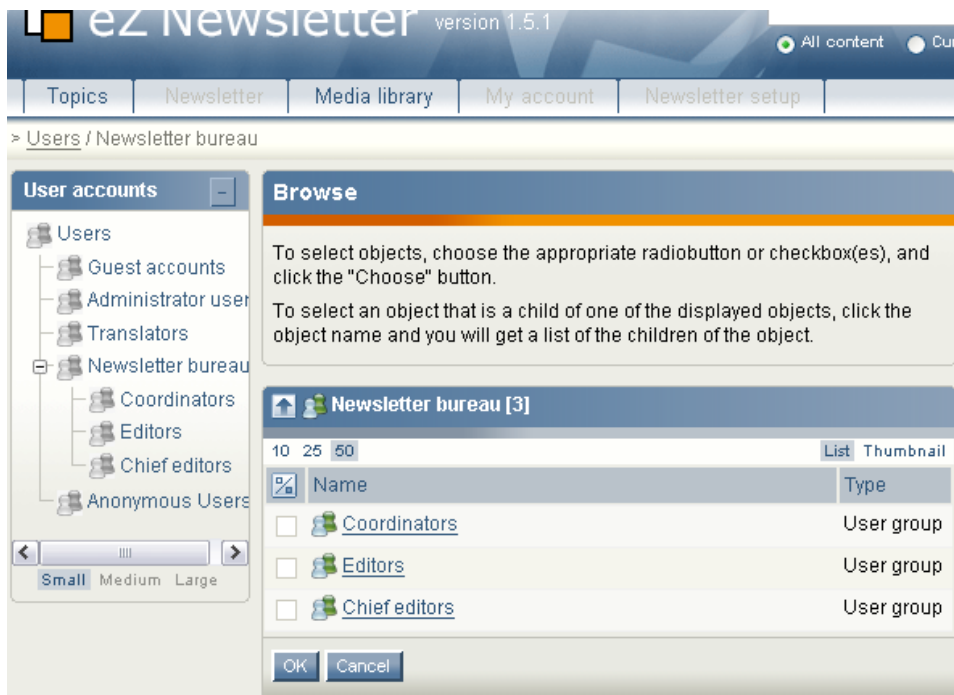 eZ Newsletter version 1.5.1
All content
Topics Newsletter Media library My account Newsletter setup
> Users / Newsletter bureau
User accounts
Users
Guest accounts
Administrator user
Translators
Newsletter bureau
Coordinators
Editors
Chief editors
Anonymous Users
Small Medium Large
Browse
To select objects, choose the appropriate radiobutton or checkbox(es), and
click the "Choose" button.
To select an object that is a child of one of the displayed objects, click the
object name and you will get a list of the children of the object.
Newsletter bureau [3]
10 25 50 List Thumbnail
Name Type
Coordinators User group
Editors User group
Chief editors User group
OK Cancel